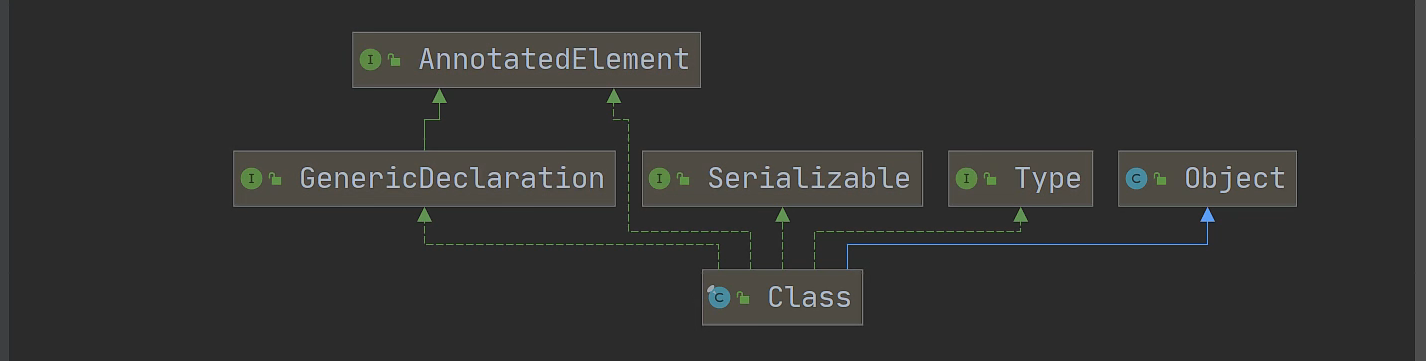 I AnnotatedElement
I GenericDeclaration
I Serializable
I Type
C Object
C Class